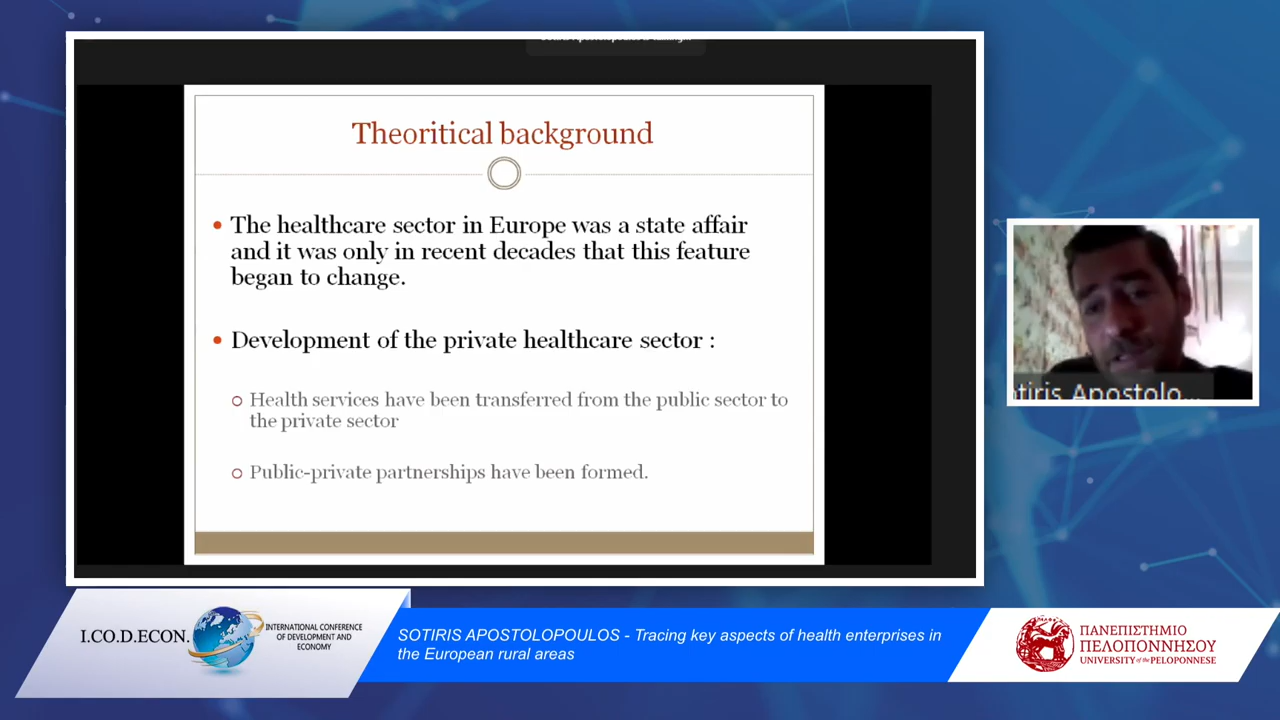 Theoritical background
The healthcare sector in Europe was a state affair
and it was only in recent decades that this feature
began to change.
Development of the private healthcare sector :
Health services have been transferred from the public sector to
the private sector
Public-private partnerships have been formed.
tiris Apostolo...
I.CO.D.ECON.
INTERNATIONAL CONFERENCE
OF DEVELOPMENT AND
ECONOMY
SOTIRIS APOSTOLOPOULOS - Tracing key aspects of health enterprises in
the European rural areas
ΠΑΝΕΠΙΣΤΗΜΙΟ
ΠΕΛΟΠΟΝΝΗΣΟΥ
UNIVERSITY of the PELOPONNESE